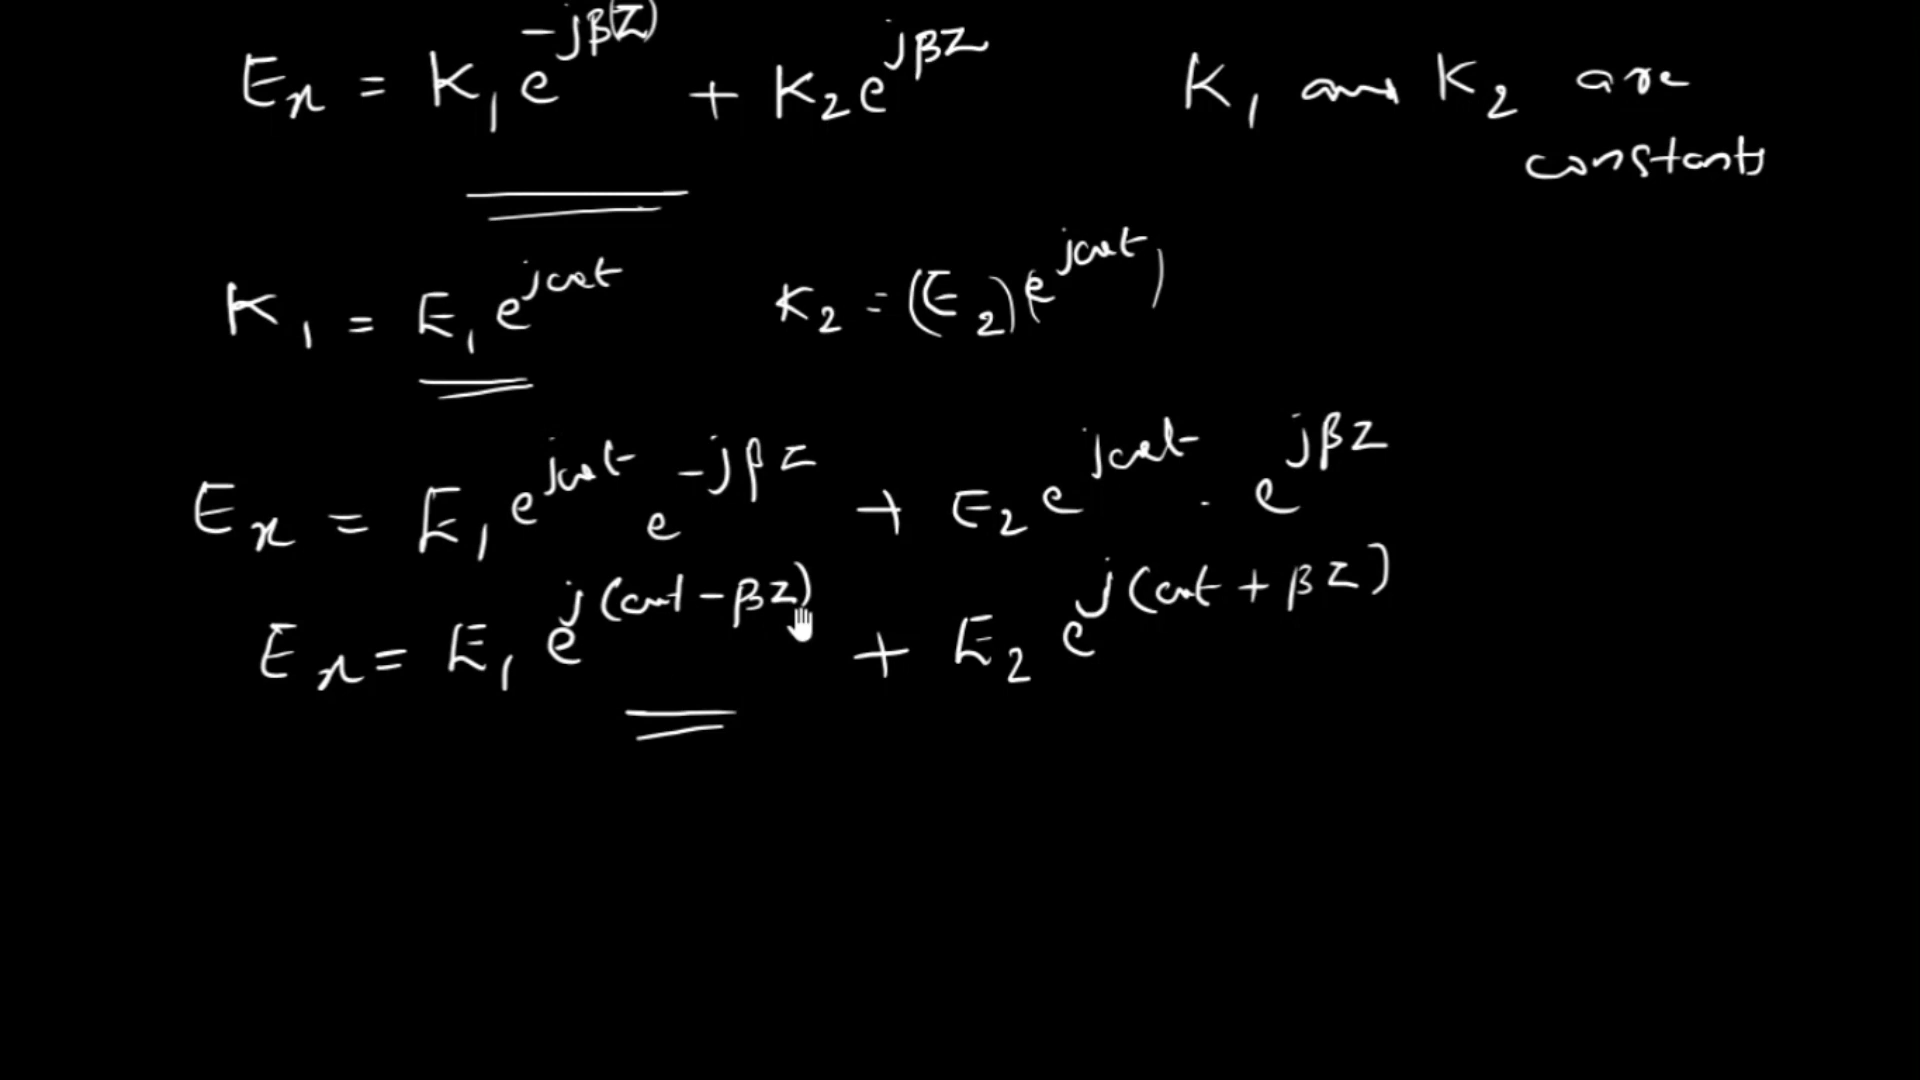 Ex = K₁ e^(-jβ(z)) + K₂ e^(jβz) K₁ and K₂ are
constants
K₁ = E₁ e^(jωt) K₂ = (E₂)(e^(jωt))
Ex = E₁ e^(jωt) e^(-jβz) + E₂ e^(jωt) · e^(jβz)
Ex = E₁ e^(j(ωt - βz)) + E₂ e^(j(ωt + βz))